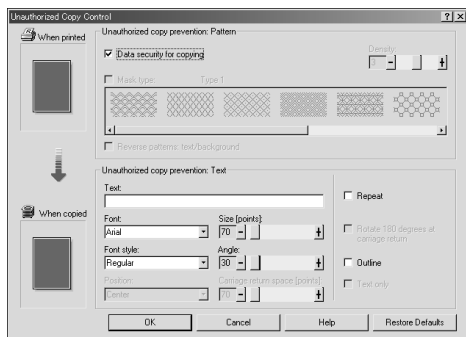 Unauthorized Copy Control
When printed
Unauthorized copy prevention: Pattern
Data security for copying
Density:
3
Mask type:
Type 1
Reverse patterns: text/background
When copied
Unauthorized copy prevention: Text
Text:
Font:
Size [points]:
Arial
70
Font style:
Angle:
Regular
30
Position:
Carriage return space [points]:
Center
70
Repeat
Rotate 180 degrees at
carriage return
Outline
Text only
OK
Cancel
Help
Restore Defaults